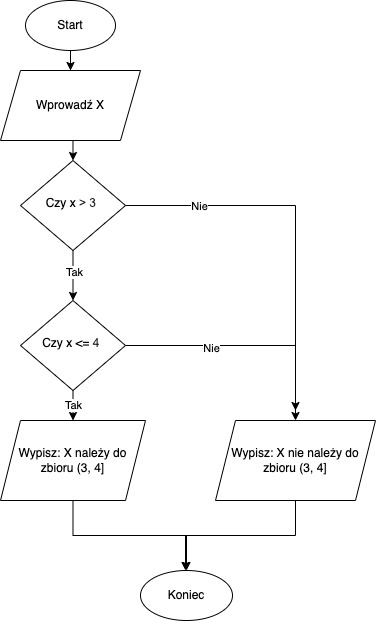 Start
Wprowadź X
Czy x > 3
Nie
Tak
Czy x <= 4
Nie
Tak
Wypisz: X należy do
zbioru (3, 4]
Wypisz: X nie należy do
zbioru (3, 4]
Koniec